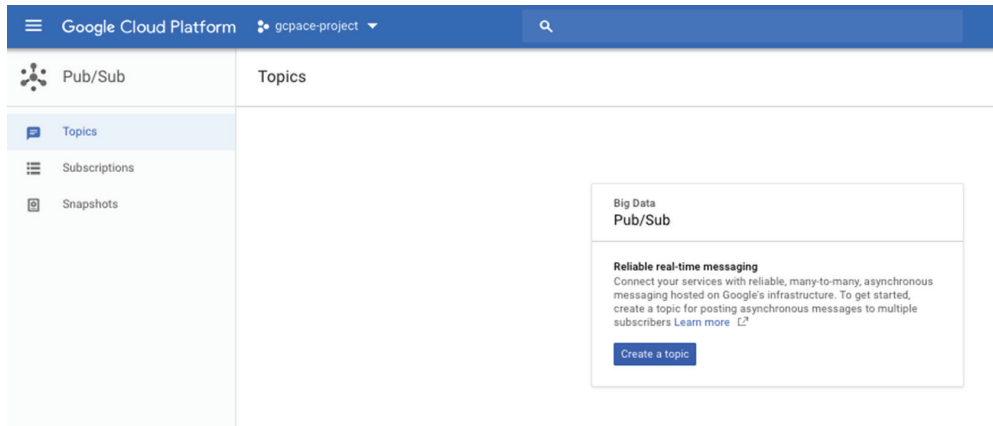 Google Cloud Platform
gcpace-project
Pub/Sub
Topics
Topics
Subscriptions
Snapshots
Big Data
Pub/Sub
Reliable real-time messaging
Connect your services with reliable, many-to-many, asynchronous
messaging hosted on Google's infrastructure. To get started,
create a topic for posting asynchronous messages to multiple
subscribers Learn more
Create a topic